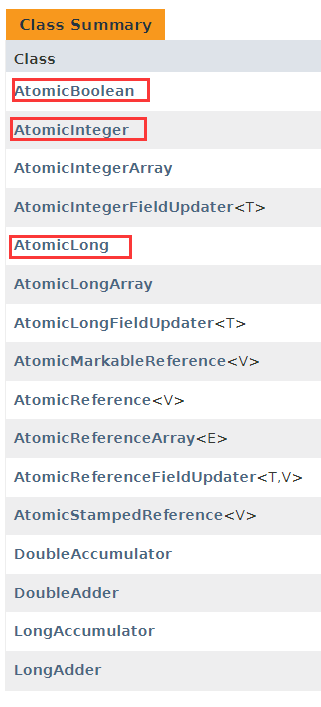 Class Summary
Class
AtomicBoolean
AtomicInteger
AtomicIntegerArray
AtomicIntegerFieldUpdater<T>
AtomicLong
AtomicLongArray
AtomicLongFieldUpdater<T>
AtomicMarkableReference<V>
AtomicReference<V>
AtomicReferenceArray<E>
AtomicReferenceFieldUpdater<T,V>
AtomicStampedReference<V>
DoubleAccumulator
DoubleAdder
LongAccumulator
LongAdder